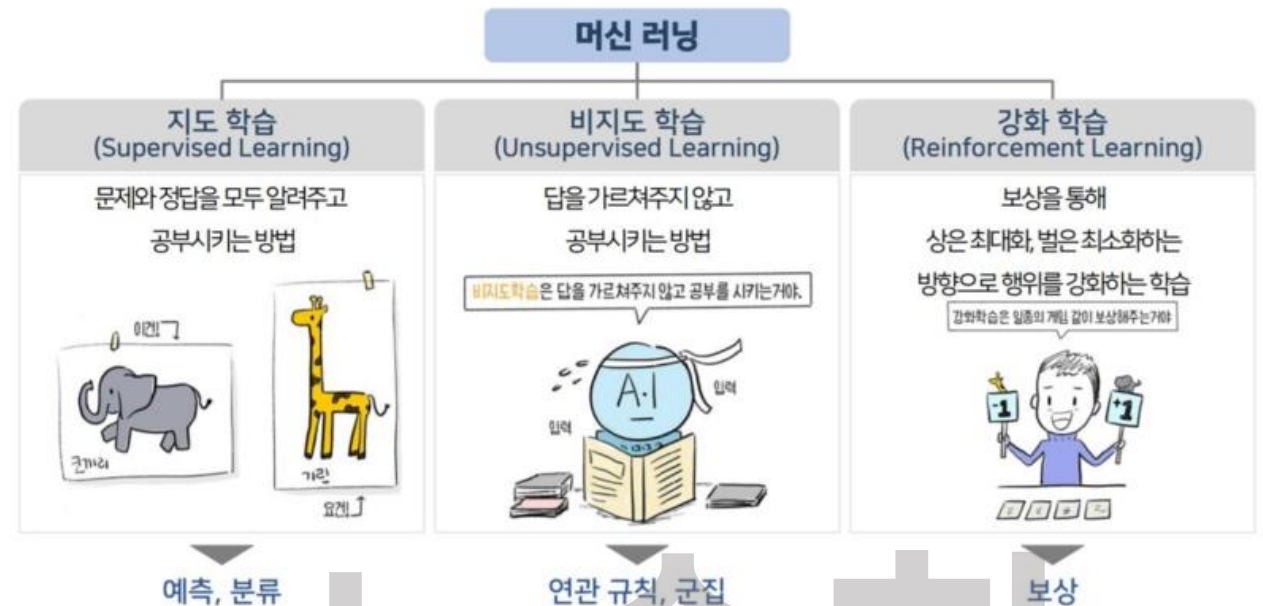 머신 러닝
지도 학습
(Supervised Learning)
문제와 정답을 모두 알려주고
공부시키는 방법
이건!
코끼리
기린
요건!
예측, 분류
비지도 학습
(Unsupervised Learning)
답을 가르쳐주지 않고
공부시키는 방법
비지도학습은 답을 가르쳐주지 않고 공부를 시키는거야.
A.I
입력
입력
연관 규칙, 군집
강화 학습
(Reinforcement Learning)
보상을 통해
상은 최대화, 벌은 최소화하는
방향으로 행위를 강화하는 학습
강화학습은 일종의 게임 같이 보상해주는거야
-1
+1
보상